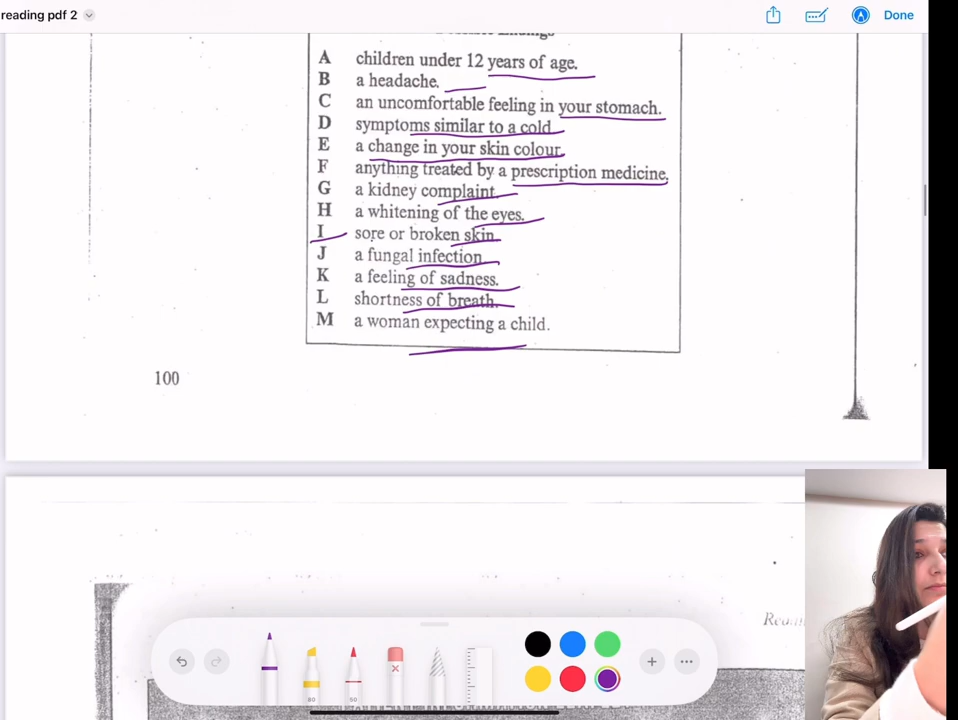 reading pdf 2
Done
A children under 12 years of age.
B a headache.
C an uncomfortable feeling in your stomach.
D symptoms similar to a cold.
E a change in your skin colour.
F anything treated by a prescription medicine.
G a kidney complaint.
H a whitening of the eyes.
I sore or broken skin.
J a fungal infection.
K a feeling of sadness.
L shortness of breath.
M a woman expecting a child.
100
80
50